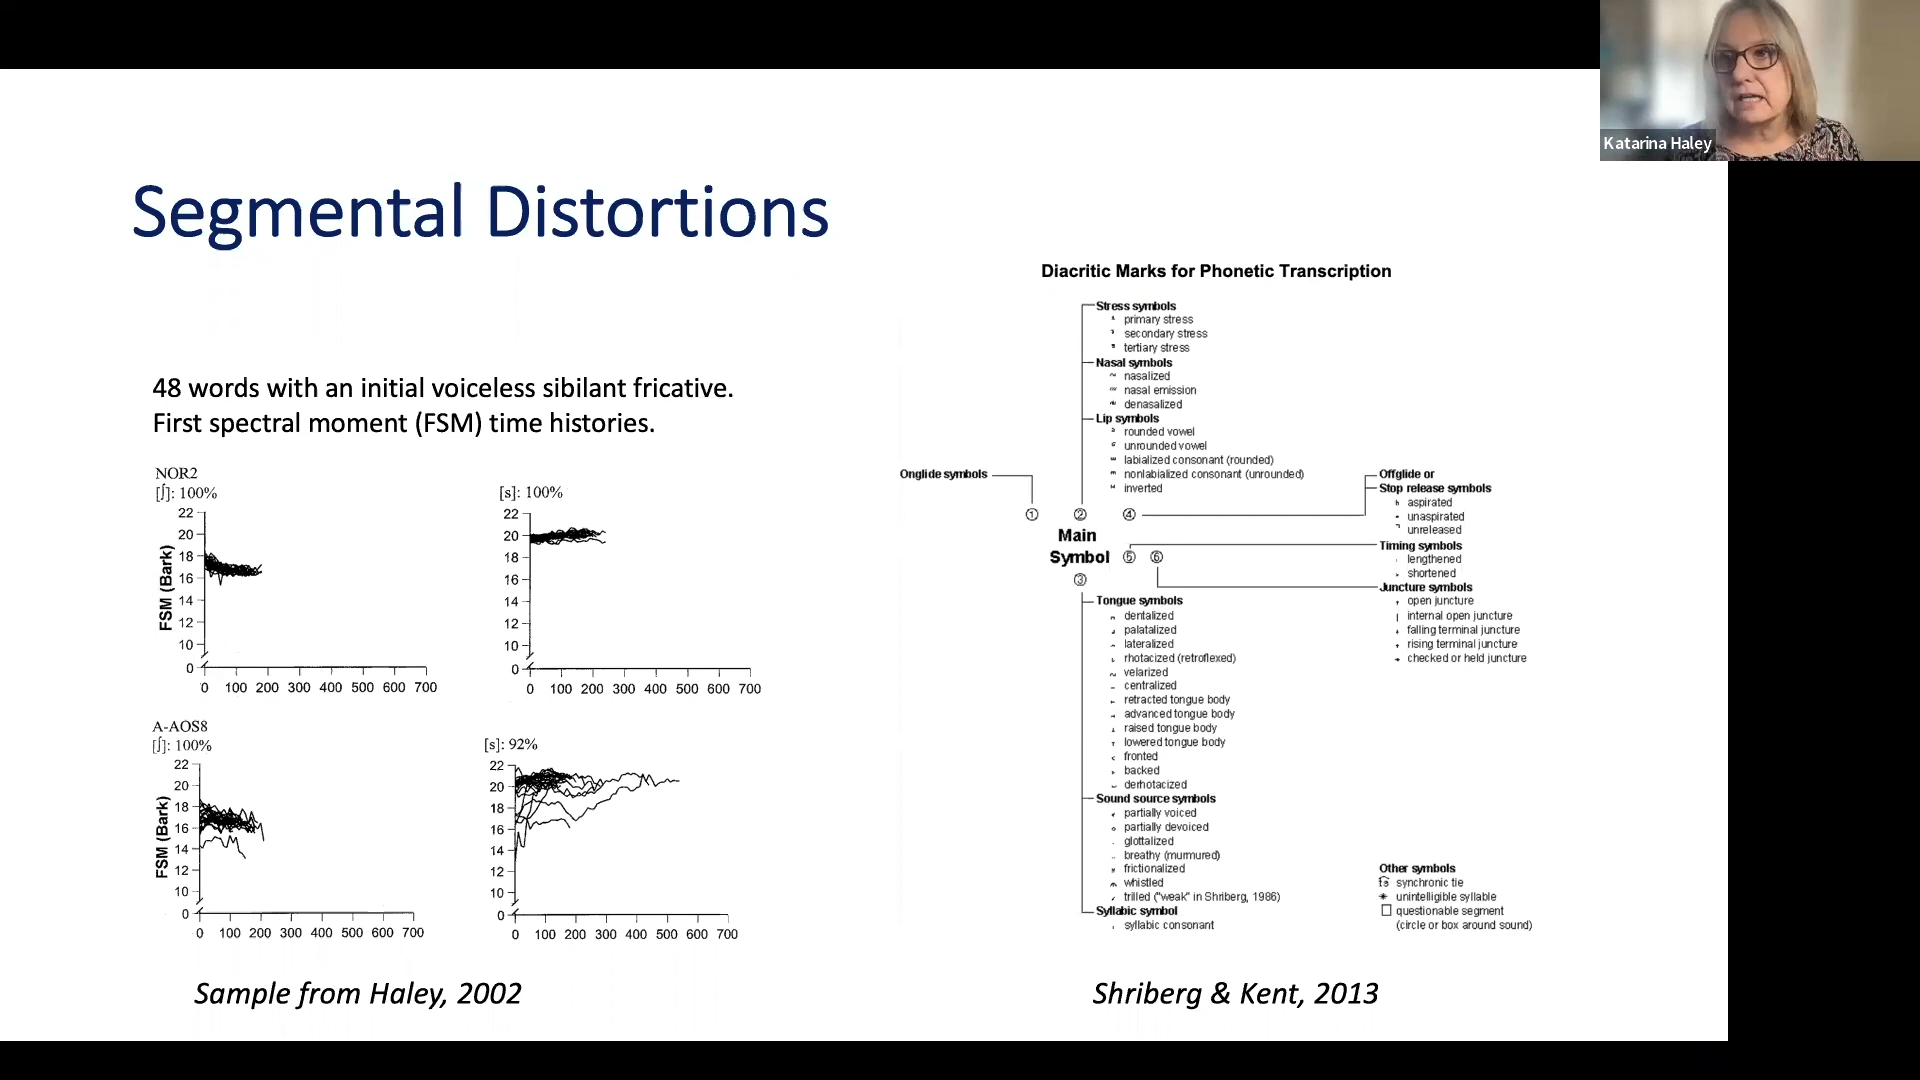 Katarina Haley
Segmental Distortions
48 words with an initial voiceless sibilant fricative.
First spectral moment (FSM) time histories.
NOR2
[ʃ]: 100%
FSM (Bark)
22
20
18
16
14
12
10
0
0 100 200 300 400 500 600 700
[s]: 100%
22
20
18
16
14
12
10
0
0 100 200 300 400 500 600 700
A-AOS8
[ʃ]: 100%
FSM (Bark)
22
20
18
16
14
12
10
0
0 100 200 300 400 500 600 700
[s]: 92%
22
20
18
16
14
12
10
0
0 100 200 300 400 500 600 700
Sample from Haley, 2002
Diacritic Marks for Phonetic Transcription
Stress symbols
primary stress
secondary stress
tertiary stress
Nasal symbols
nasalized
nasal emission
denasalized
Lip symbols
rounded vowel
unrounded vowel
labialized consonant (rounded)
nonlabialized consonant (unrounded)
inverted
Onglide symbols
① ② ④
Main
Symbol ⑤ ⑥
③
Offglide or
Stop release symbols
aspirated
unaspirated
unreleased
Timing symbols
lengthened
shortened
Juncture symbols
open juncture
internal open juncture
falling terminal juncture
rising terminal juncture
checked or held juncture
Tongue symbols
dentalized
palatalized
lateralized
rhotacized (retroflexed)
velarized
centralized
retracted tongue body
advanced tongue body
raised tongue body
lowered tongue body
fronted
backed
derhotacized
Sound source symbols
partially voiced
partially devoiced
glottalized
breathy (murmured)
frictionalized
whistled
trilled ("weak" in Shriberg, 1986)
Syllabic symbol
syllabic consonant
Other symbols
synchronic tie
* unintelligible syllable
□ questionable segment
(circle or box around sound)
Shriberg & Kent, 2013